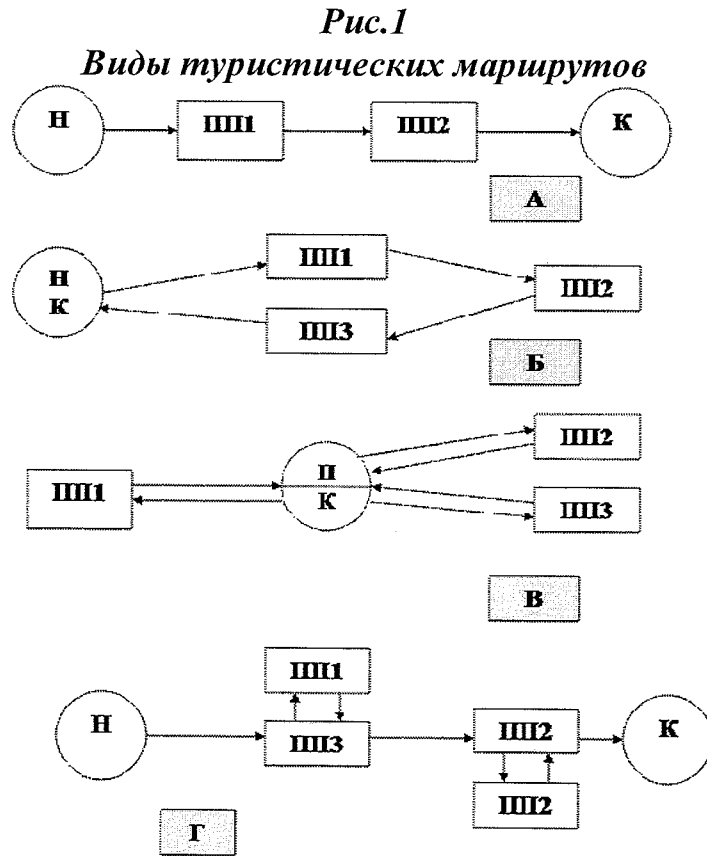 Рис.1
Виды туристических маршрутов
Н
ПП1
ПП2
К
А
Н
К
ПП1
ПП2
ПП3
Б
ПП1
П
К
ПП2
ПП3
В
ПП1
Н
ПП3
ПП2
К
ПП2
Г